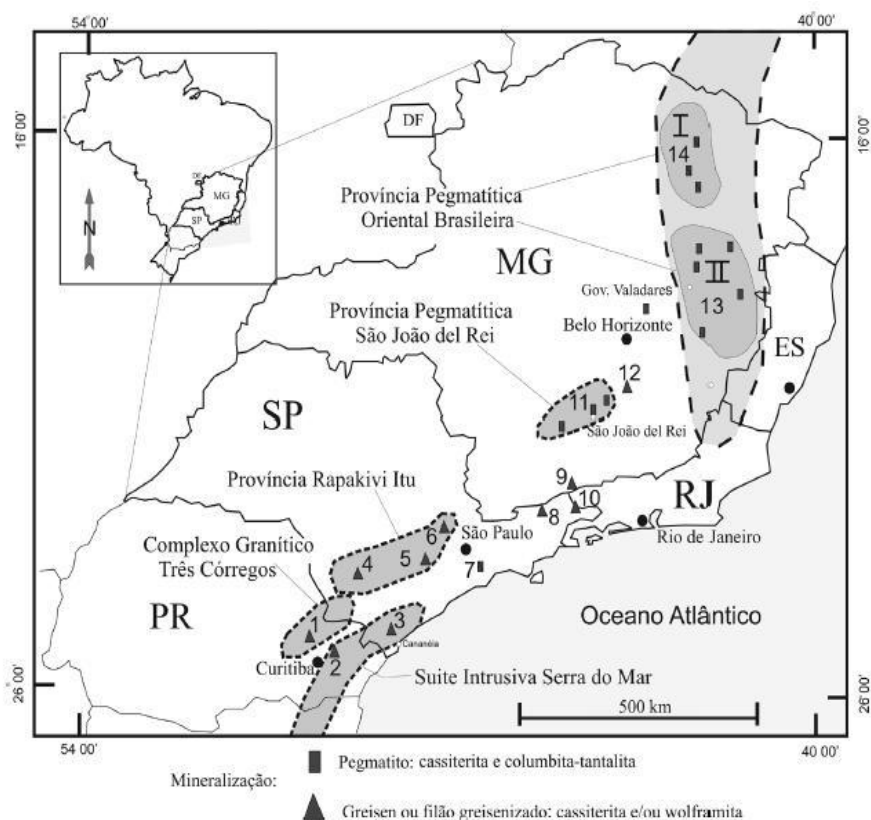 54 00'
40 00'
16 00'
16 00'
DF
MG
SP
N
DF
I
14
Província Pegmatítica
Oriental Brasileira
MG
II
13
Gov. Valadares
Província Pegmatítica
São João del Rei
Belo Horizonte
ES
12
11
São João del Rei
SP
Província Rapakivi Itu
9
10
8
RJ
Rio de Janeiro
6
São Paulo
Complexo Granítico
Três Córregos
4
5
7
PR
1
3
Cananéia
Oceano Atlântico
Curitiba
2
Suite Intrusiva Serra do Mar
26 00'
26 00'
500 km
54 00'
40 00'
Mineralização:
Pegmatito: cassiterita e columbita-tantalita
Greisen ou filão greisenizado: cassiterita e/ou wolframita